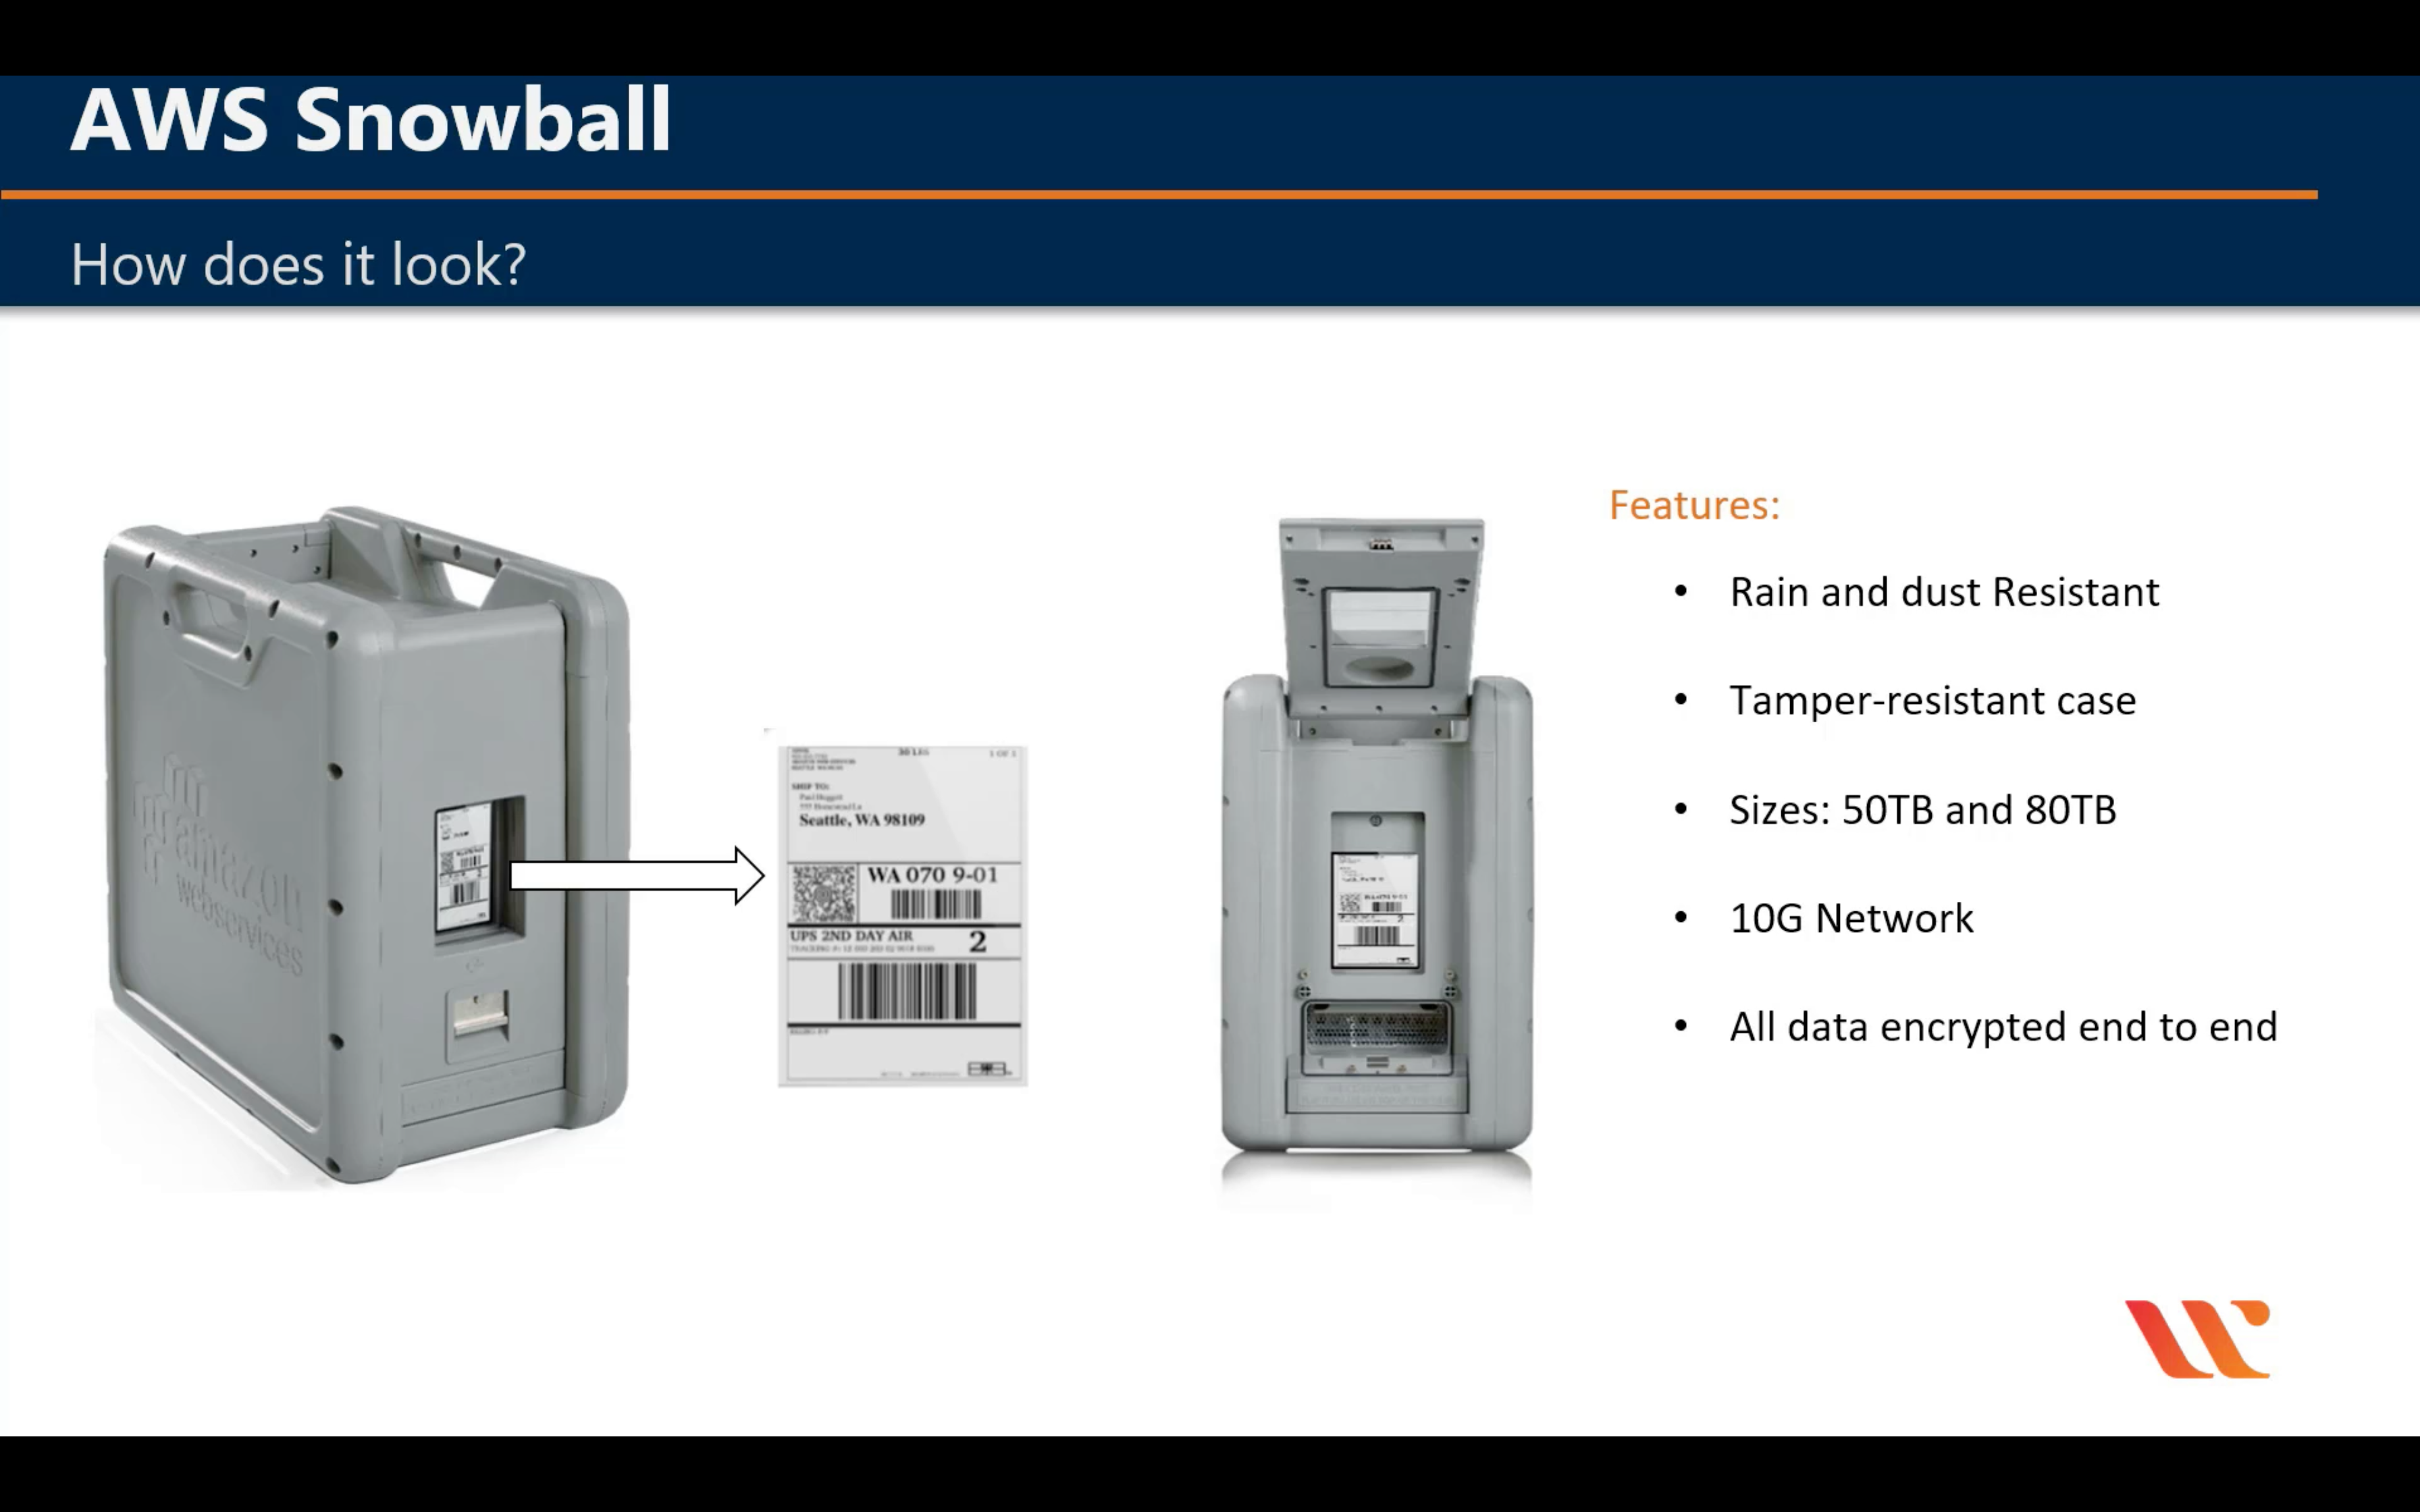 AWS Snowball
How does it look?
amazon
webservices
30 LBS
1 OF 1
SHIP TO:
Seattle, WA 98109
WA 070 9-01
UPS 2ND DAY AIR
2
Features:
• Rain and dust Resistant
• Tamper-resistant case
• Sizes: 50TB and 80TB
• 10G Network
• All data encrypted end to end